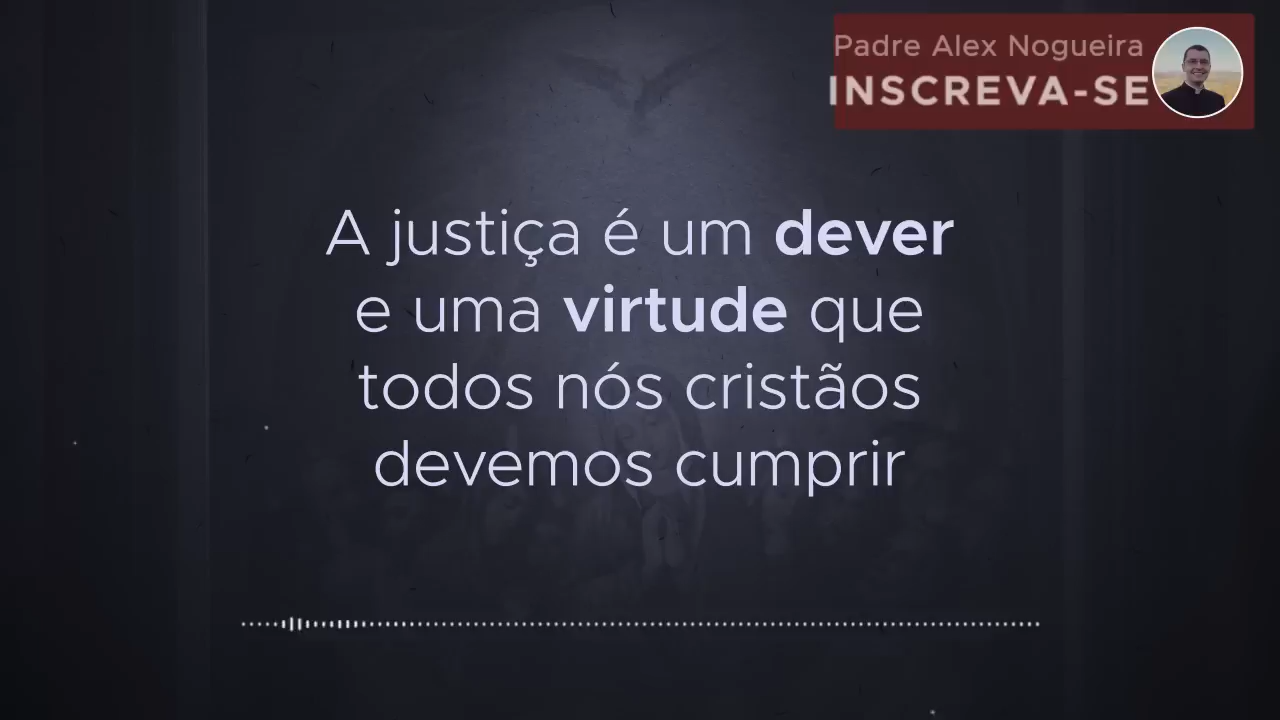 Padre Alex Nogueira
INSCREVA-SE
A justiça é um dever
e uma virtude que
todos nós cristãos
devemos cumprir